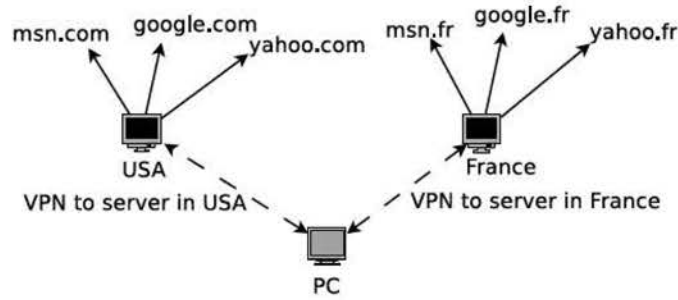 msn.com
google.com
yahoo.com
msn.fr
google.fr
yahoo.fr
USA
France
VPN to server in USA
VPN to server in France
PC